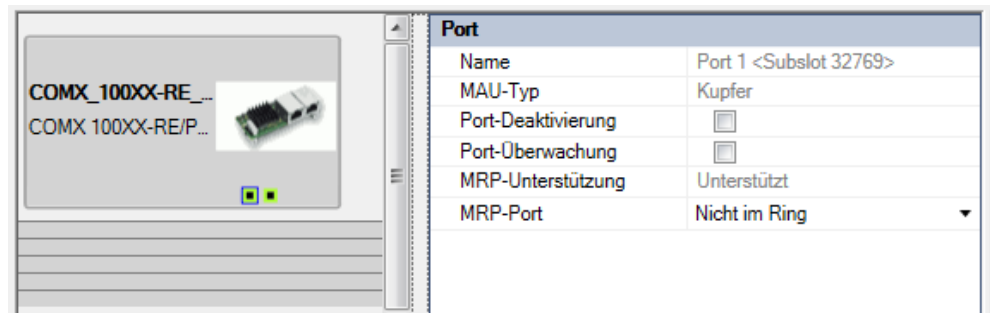 COMX_100XX-RE_...
COMX 100XX-RE/P...
Port
Name Port 1 <Subslot 32769>
MAU-Typ Kupfer
Port-Deaktivierung
Port-Überwachung
MRP-Unterstützung Unterstützt
MRP-Port Nicht im Ring